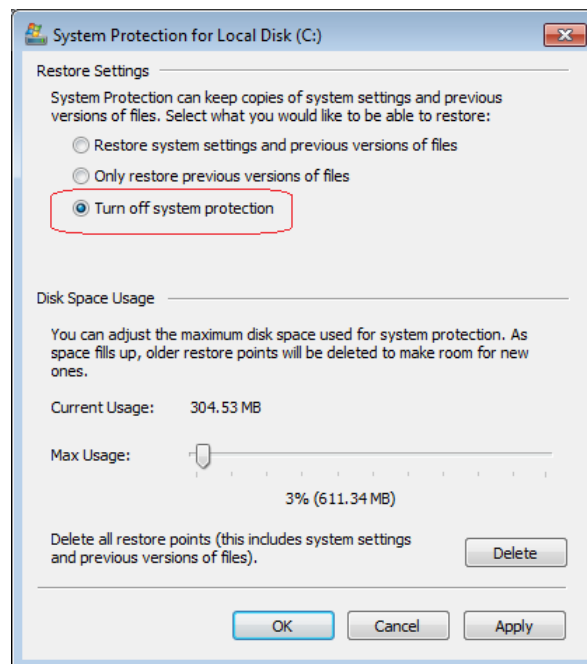 System Protection for Local Disk (C:)
Restore Settings
System Protection can keep copies of system settings and previous
versions of files. Select what you would like to be able to restore:
Restore system settings and previous versions of files
Only restore previous versions of files
Turn off system protection
Disk Space Usage
You can adjust the maximum disk space used for system protection. As
space fills up, older restore points will be deleted to make room for new
ones.
Current Usage: 304.53 MB
Max Usage:
3% (611.34 MB)
Delete all restore points (this includes system settings
and previous versions of files).
Delete
OK Cancel Apply